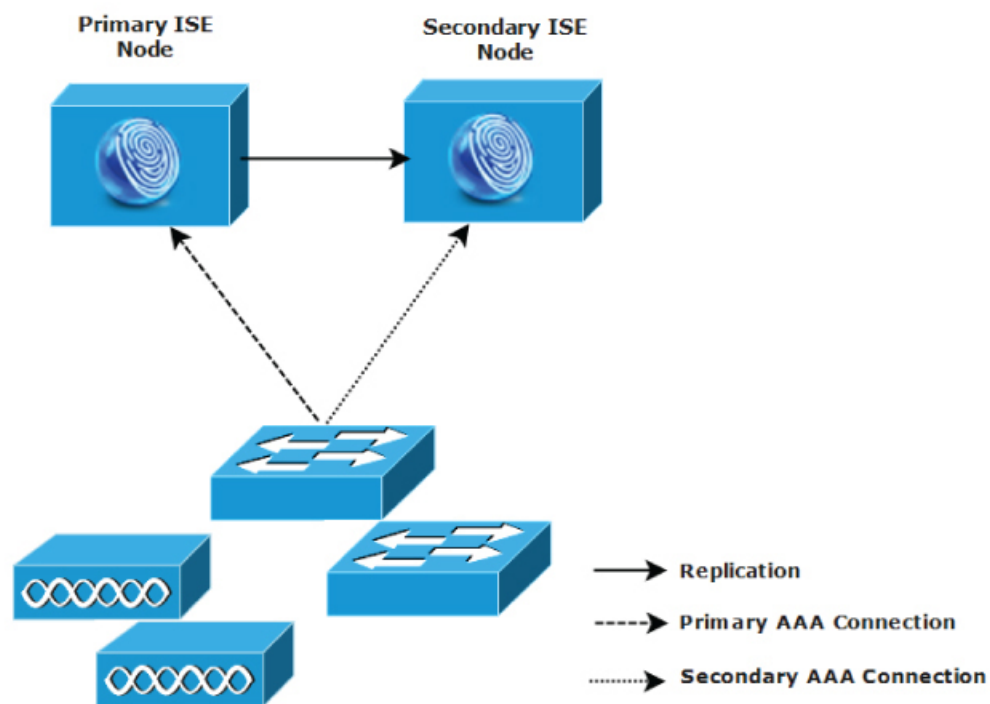 Primary ISE
Node
Secondary ISE
Node
Replication
Primary AAA Connection
Secondary AAA Connection